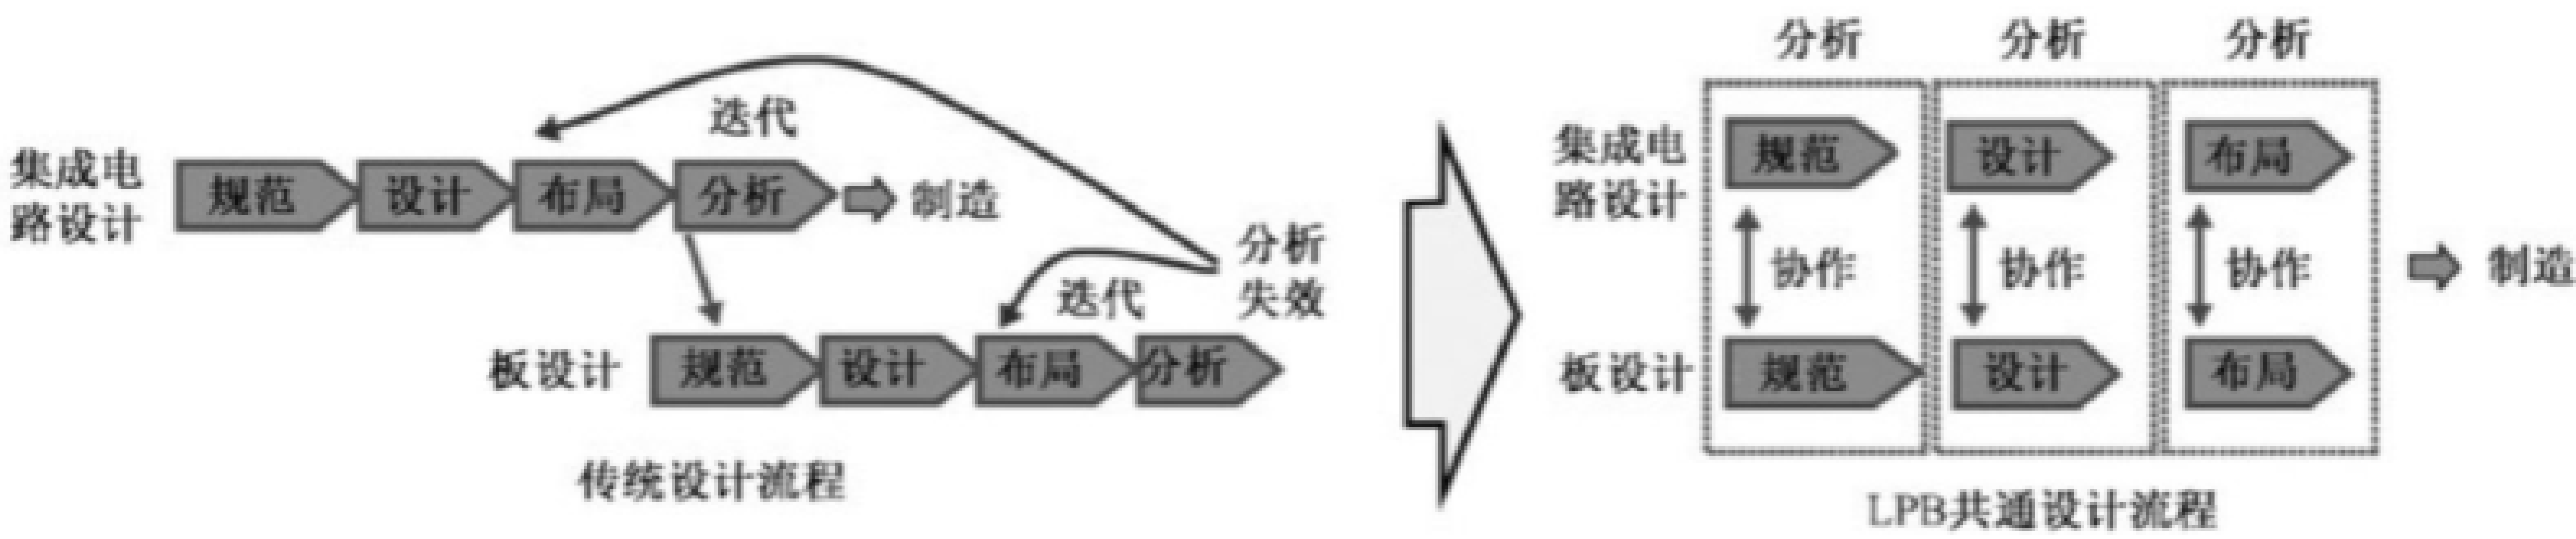 迭代
集成电
路设计
规范 设计 布局 分析 制造
分析
失效
迭代
板设计 规范 设计 布局 分析
传统设计流程
分析 分析 分析
集成电
路设计
规范 设计 布局
协作 协作 协作 制造
板设计 规范 设计 布局
LPB共通设计流程